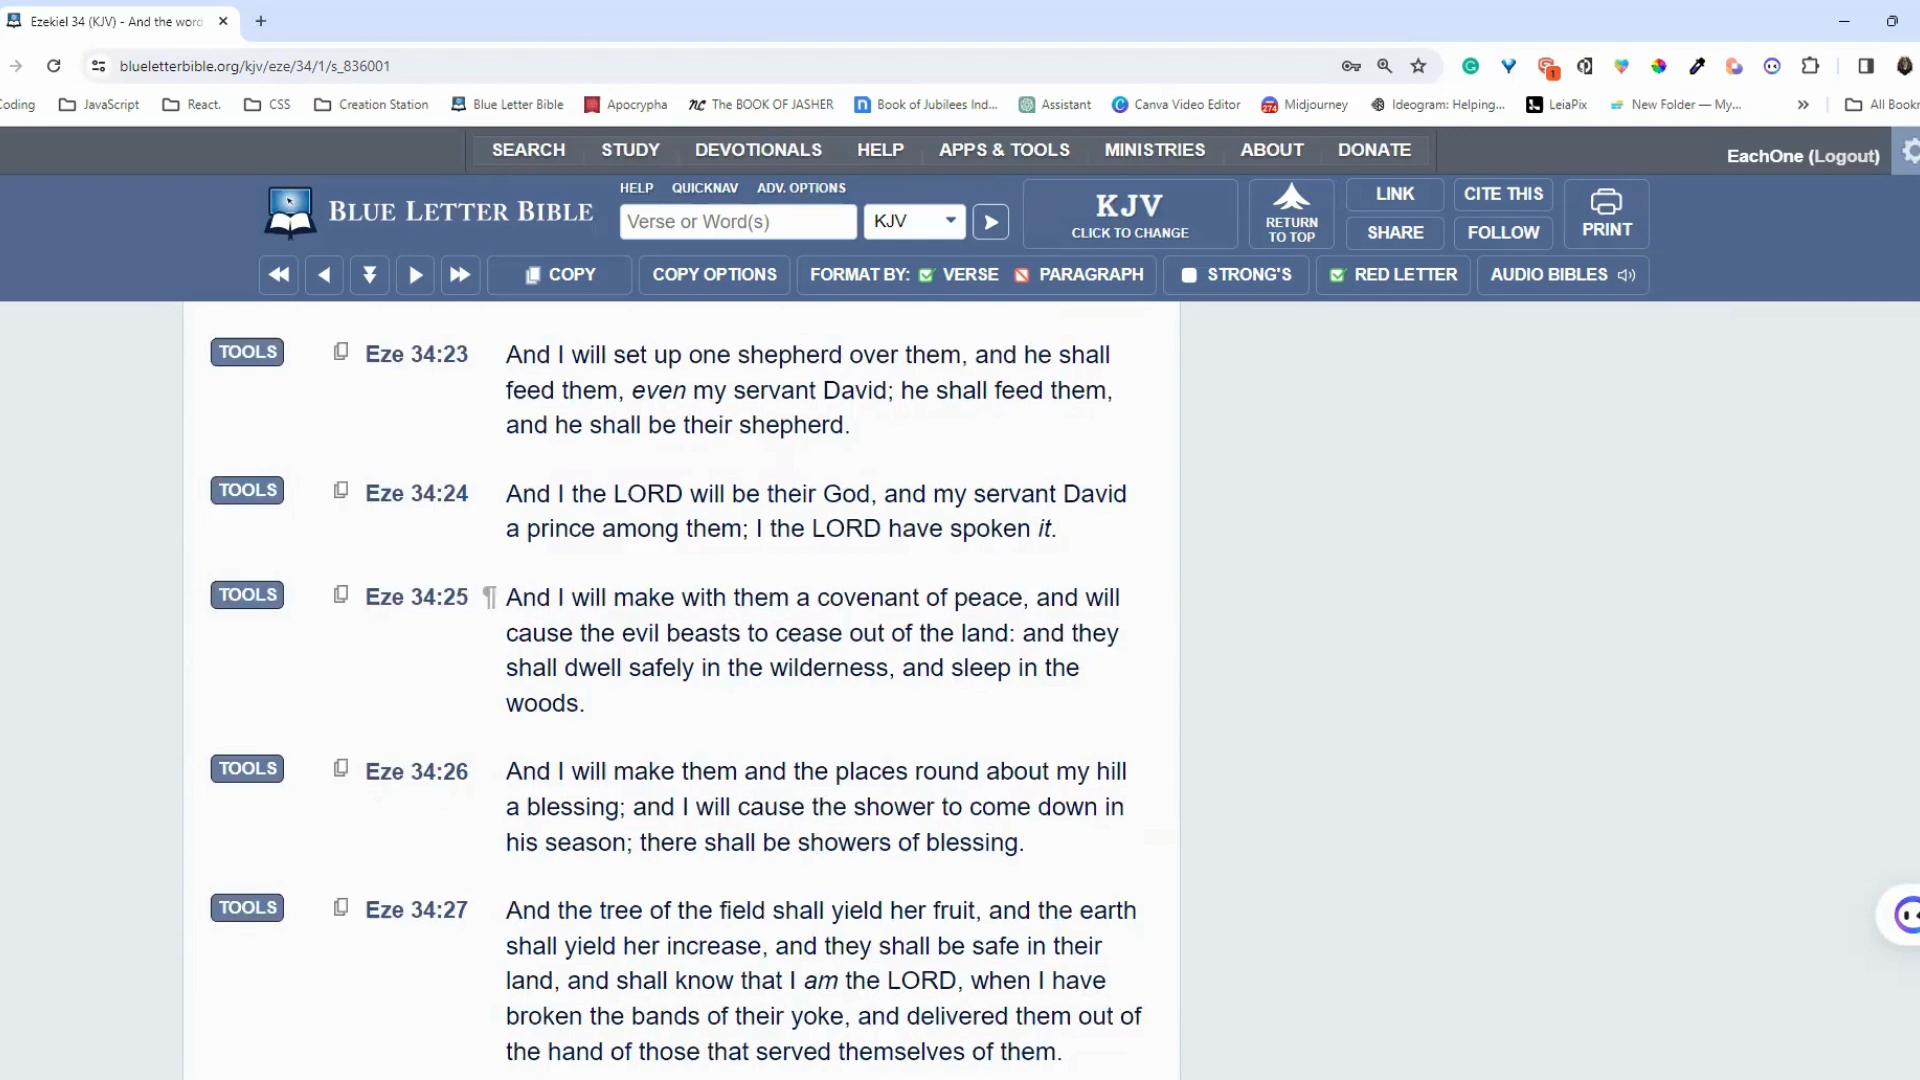 Ezekiel 34 (KJV) - And the word
blueletterbible.org/kjv/eze/34/1/s_836001
Coding JavaScript React. CSS Creation Station Blue Letter Bible Apocrypha The BOOK OF JASHER Book of Jubilees Ind... Assistant Canva Video Editor Midjourney Ideogram: Helping... LeiaPix New Folder — My... » All Bookr
SEARCH STUDY DEVOTIONALS HELP APPS & TOOLS MINISTRIES ABOUT DONATE
EachOne (Logout)
BLUE LETTER BIBLE
HELP QUICKNAV ADV. OPTIONS
Verse or Word(s) KJV
KJV
CLICK TO CHANGE
RETURN
TO TOP
LINK CITE THIS
SHARE FOLLOW
PRINT
COPY COPY OPTIONS FORMAT BY: VERSE PARAGRAPH STRONG'S RED LETTER AUDIO BIBLES
TOOLS Eze 34:23 And I will set up one shepherd over them, and he shall
feed them, even my servant David; he shall feed them,
and he shall be their shepherd.
TOOLS Eze 34:24 And I the LORD will be their God, and my servant David
a prince among them; I the LORD have spoken it.
TOOLS Eze 34:25 ¶ And I will make with them a covenant of peace, and will
cause the evil beasts to cease out of the land: and they
shall dwell safely in the wilderness, and sleep in the
woods.
TOOLS Eze 34:26 And I will make them and the places round about my hill
a blessing; and I will cause the shower to come down in
his season; there shall be showers of blessing.
TOOLS Eze 34:27 And the tree of the field shall yield her fruit, and the earth
shall yield her increase, and they shall be safe in their
land, and shall know that I am the LORD, when I have
broken the bands of their yoke, and delivered them out of
the hand of those that served themselves of them.